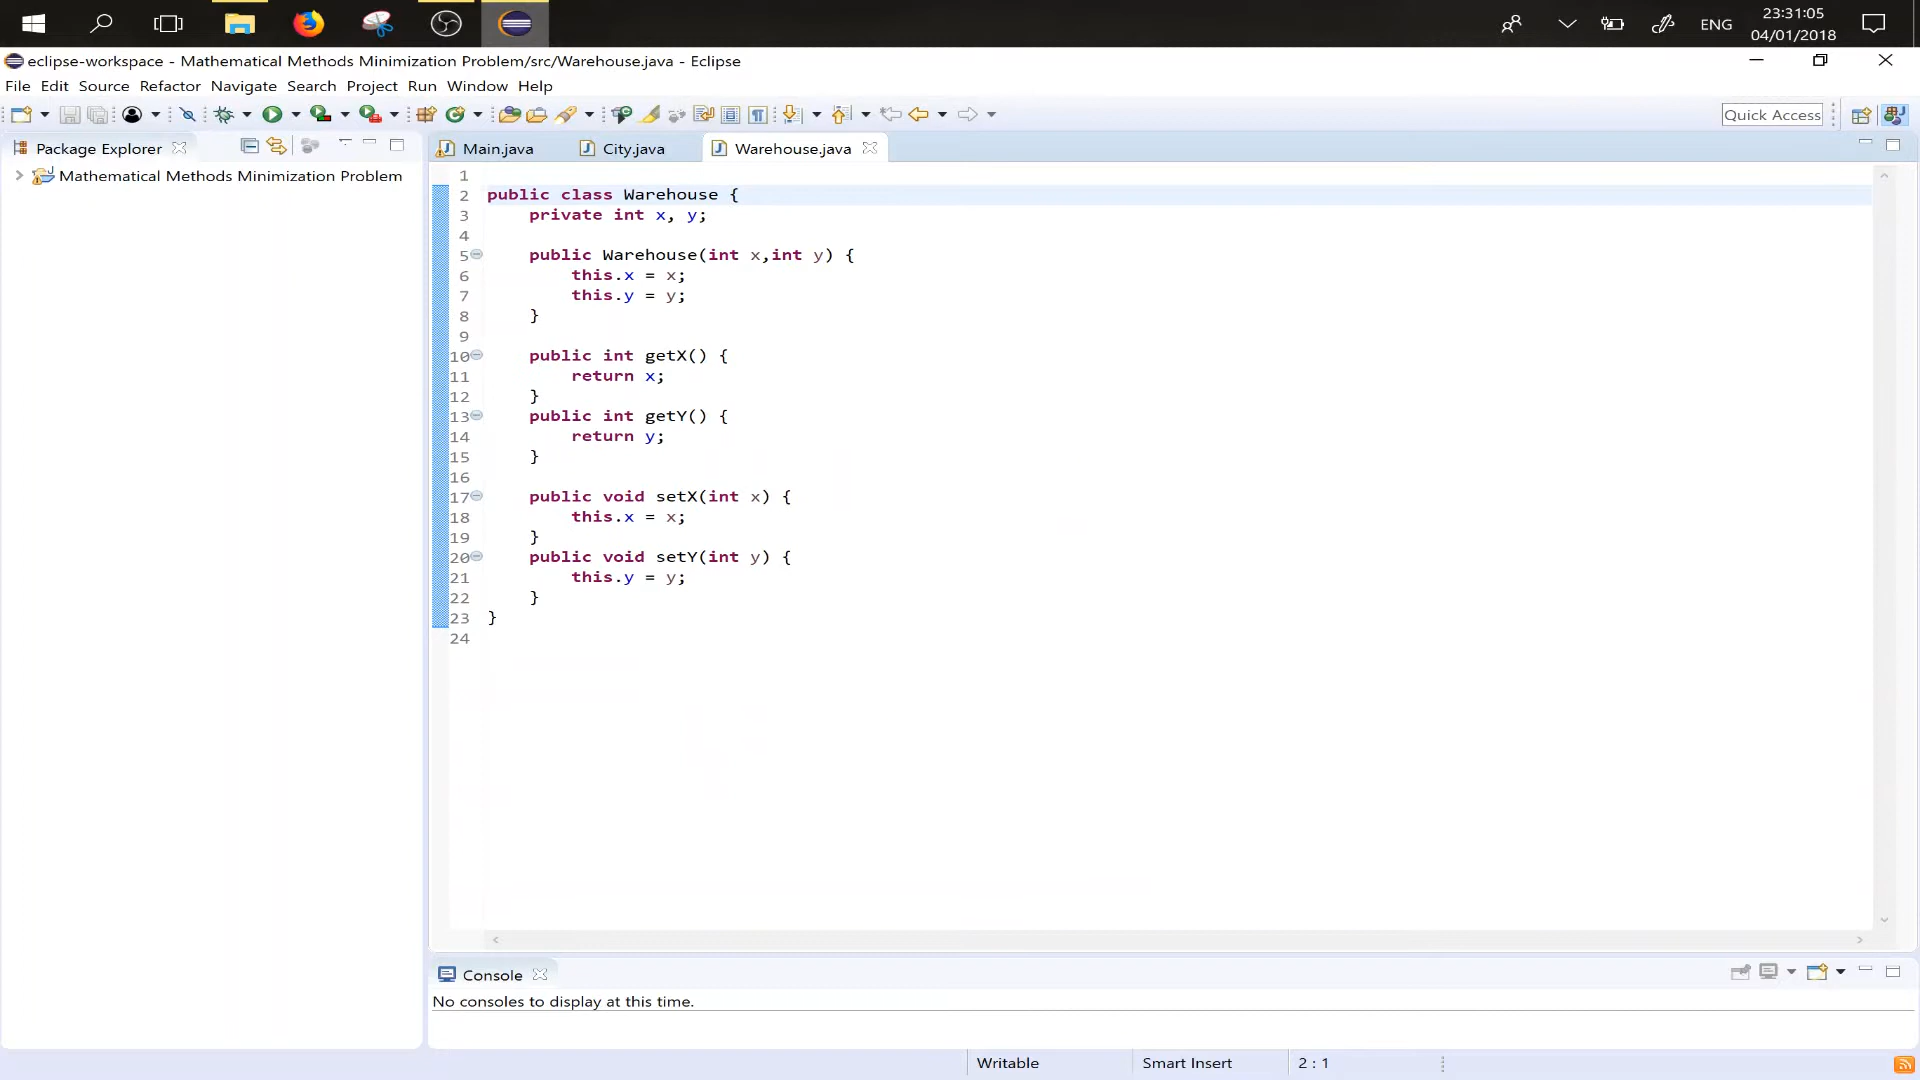 ENG
23:31:05
04/01/2018
eclipse-workspace - Mathematical Methods Minimization Problem/src/Warehouse.java - Eclipse
File Edit Source Refactor Navigate Search Project Run Window Help
Quick Access
Package Explorer
Main.java
City.java
Warehouse.java
Mathematical Methods Minimization Problem
1
2 public class Warehouse {
3     private int x, y;
4
5     public Warehouse(int x,int y) {
6         this.x = x;
7         this.y = y;
8     }
9
10     public int getX() {
11         return x;
12     }
13     public int getY() {
14         return y;
15     }
16
17     public void setX(int x) {
18         this.x = x;
19     }
20     public void setY(int y) {
21         this.y = y;
22     }
23 }
24
Console
No consoles to display at this time.
Writable
Smart Insert
2 : 1